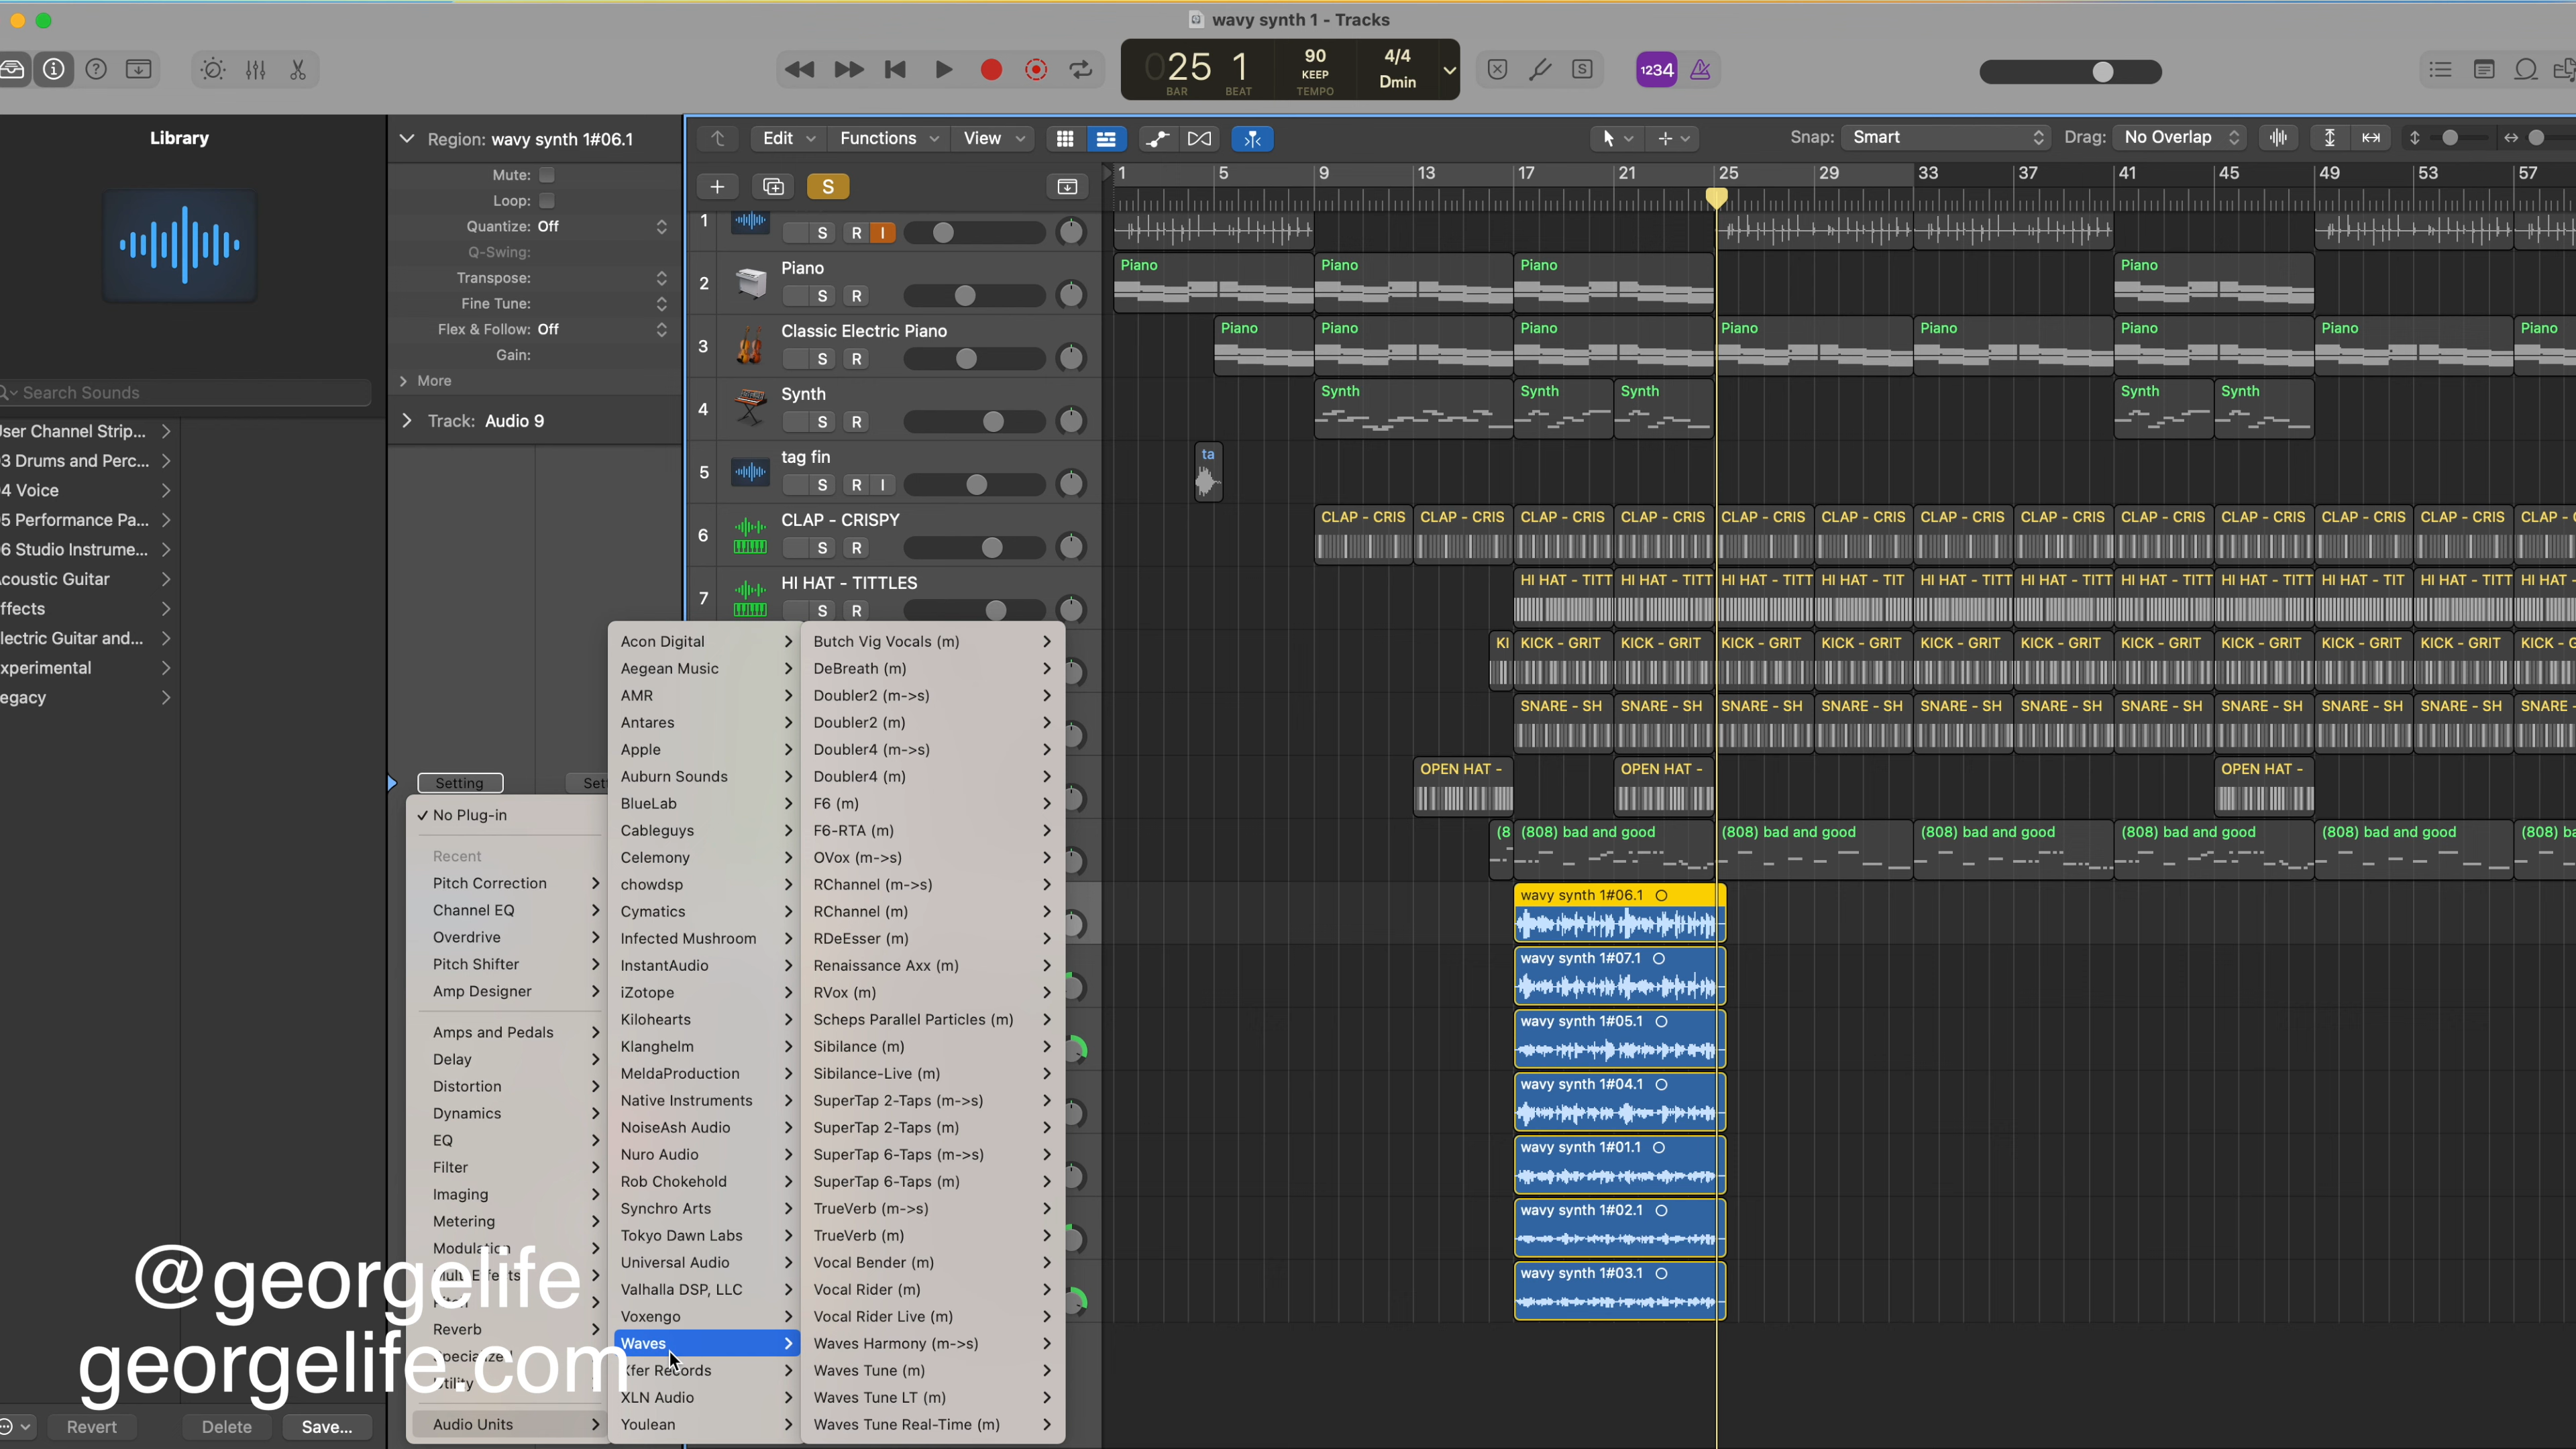 wavy synth 1 - Tracks
25 1
BAR BEAT
90
KEEP
TEMPO
4/4
Dmin
1234
Library
Region: wavy synth 1#06.1
Mute:
Loop:
Quantize: Off
Q-Swing:
Transpose:
Fine Tune:
Flex & Follow: Off
Gain:
More
Track: Audio 9
Search Sounds
3 Drums and Perc...
4 Voice
5 Performance Pa...
6 Studio Instrume...
Setting
Edit Functions View
Snap: Smart
Drag: No Overlap
S
1 5 9 13 17 21 25 29 33 37 41 45 49 53 57
1 S R I
2 Piano
S R
Piano Piano Piano Piano
3 Classic Electric Piano
S R
Piano Piano Piano Piano Piano Piano Piano Piano
4 Synth
S R
Synth Synth Synth Synth Synth
5 tag fin
S R I
ta
6 CLAP - CRISPY
S R
CLAP - CRIS CLAP - CRIS CLAP - CRIS CLAP - CRIS CLAP - CRIS CLAP - CRIS CLAP - CRIS CLAP - CRIS CLAP - CRIS CLAP - CRIS CLAP - CRIS CLAP - CRIS CLAP -
7 HI HAT - TITTLES
S R
HI HAT - TITT HI HAT - TITT HI HAT - TITT HI HAT - TIT HI HAT - TITT HI HAT - TITT HI HAT - TITT HI HAT - TITT HI HAT - TIT HI HAT - TITT HI HAT -
KI KICK - GRIT KICK - GRIT KICK - GRIT KICK - GRIT KICK - GRIT KICK - GRIT KICK - GRIT KICK - GRIT KICK - GRIT KICK - GRIT KICK - G
SNARE - SH SNARE - SH SNARE - SH SNARE - SH SNARE - SH SNARE - SH SNARE - SH SNARE - SH SNARE - SH SNARE - SH SNARE -
OPEN HAT - OPEN HAT - OPEN HAT -
(8 (808) bad and good (808) bad and good (808) bad and good (808) bad and good (808) bad and good (808) ba
wavy synth 1#06.1
wavy synth 1#07.1
wavy synth 1#05.1
wavy synth 1#04.1
wavy synth 1#01.1
wavy synth 1#02.1
wavy synth 1#03.1
No Plug-in
Recent
Pitch Correction
Channel EQ
Overdrive
Pitch Shifter
Amp Designer
Amps and Pedals
Delay
Distortion
Dynamics
EQ
Filter
Imaging
Metering
Modulation
Multi Effects
Pitch
Reverb
Specialized
Utility
Audio Units
Acon Digital
Aegean Music
AMR
Antares
Apple
Auburn Sounds
BlueLab
Cableguys
Celemony
chowdsp
Cymatics
Infected Mushroom
InstantAudio
iZotope
Kilohearts
Klanghelm
MeldaProduction
Native Instruments
NoiseAsh Audio
Nuro Audio
Rob Chokehold
Synchro Arts
Tokyo Dawn Labs
Universal Audio
Valhalla DSP, LLC
Voxengo
Waves
Xfer Records
XLN Audio
Youlean
Butch Vig Vocals (m)
DeBreath (m)
Doubler2 (m->s)
Doubler2 (m)
Doubler4 (m->s)
Doubler4 (m)
F6 (m)
F6-RTA (m)
OVox (m->s)
RChannel (m->s)
RChannel (m)
RDeEsser (m)
Renaissance Axx (m)
RVox (m)
Scheps Parallel Particles (m)
Sibilance (m)
Sibilance-Live (m)
SuperTap 2-Taps (m->s)
SuperTap 2-Taps (m)
SuperTap 6-Taps (m->s)
SuperTap 6-Taps (m)
TrueVerb (m->s)
TrueVerb (m)
Vocal Bender (m)
Vocal Rider (m)
Vocal Rider Live (m)
Waves Harmony (m->s)
Waves Tune (m)
Waves Tune LT (m)
Waves Tune Real-Time (m)
@georgelife
georgelife.com
Revert Delete Save...